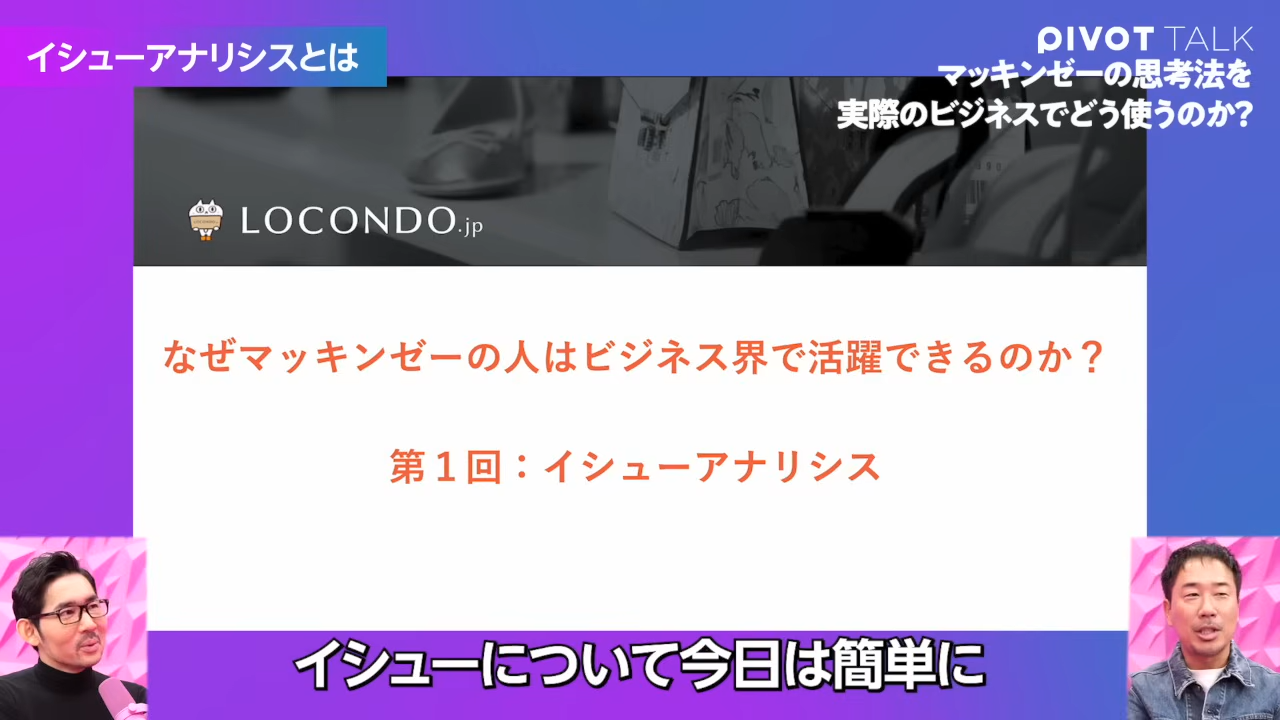 イシューアナリシスとは
PIVOT TALK
マッキンゼーの思考法を
実際のビジネスでどう使うのか?
LOCONDO.jp
なぜマッキンゼーの人はビジネス界で活躍できるのか？
第１回：イシューアナリシス
イシューについて今日は簡単に